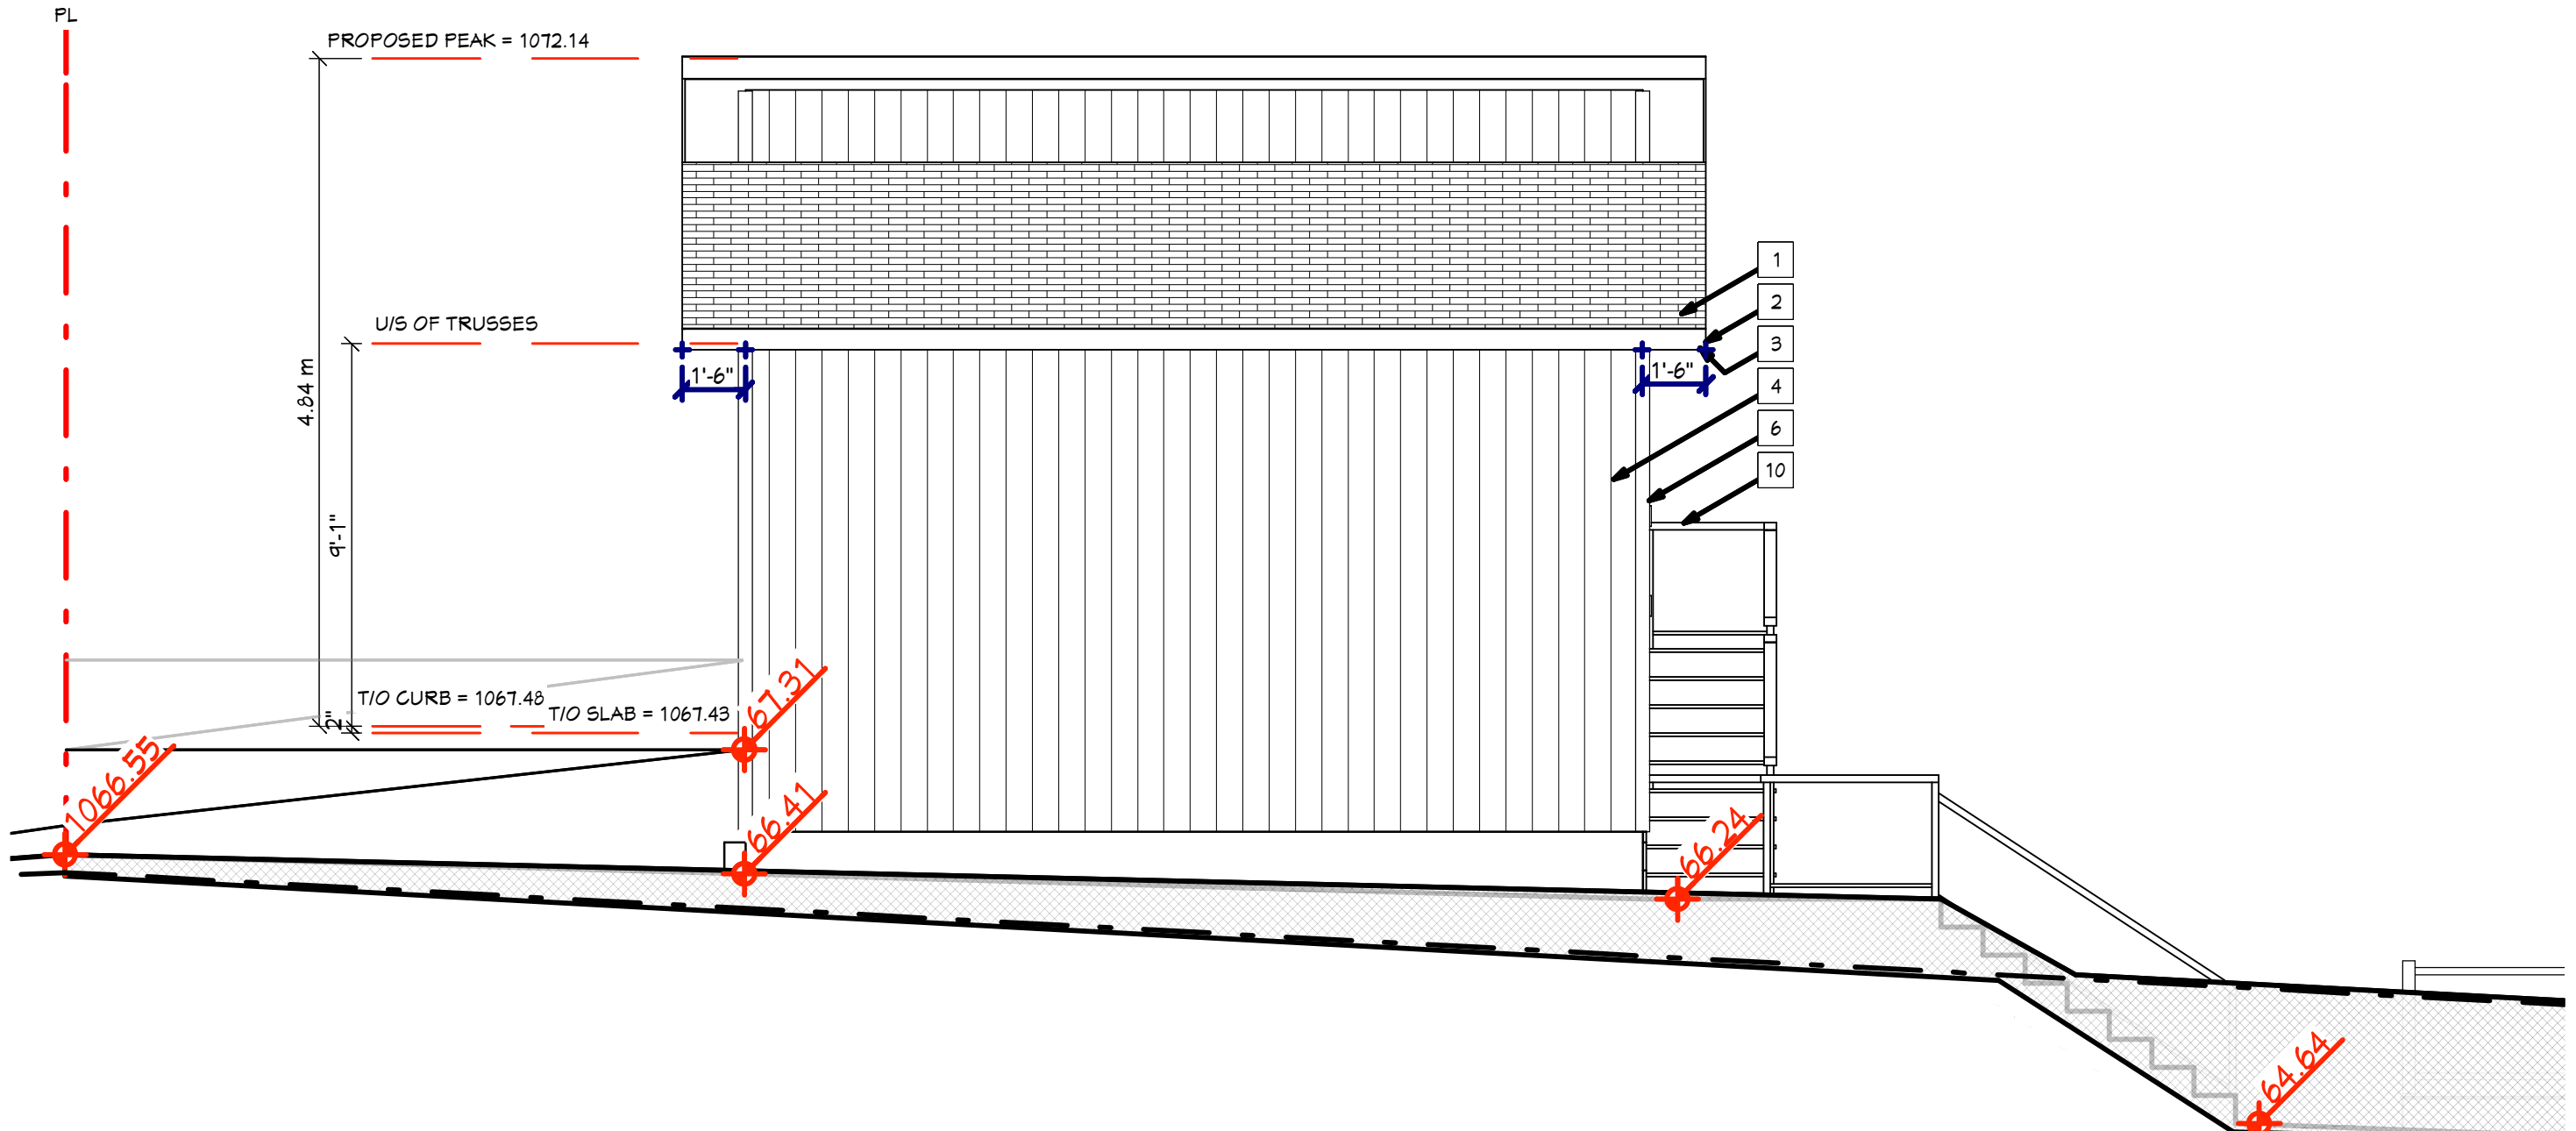 PL
PROPOSED PEAK = 1072.14
1
2
U/S OF TRUSSES
3
1'-6"
1'-6"
4
4.84 m
6
10
9'-1"
67.31
T/O CURB = 1067.48
T/O SLAB = 1067.43
2"
1066.55
66.41
66.24
64.64